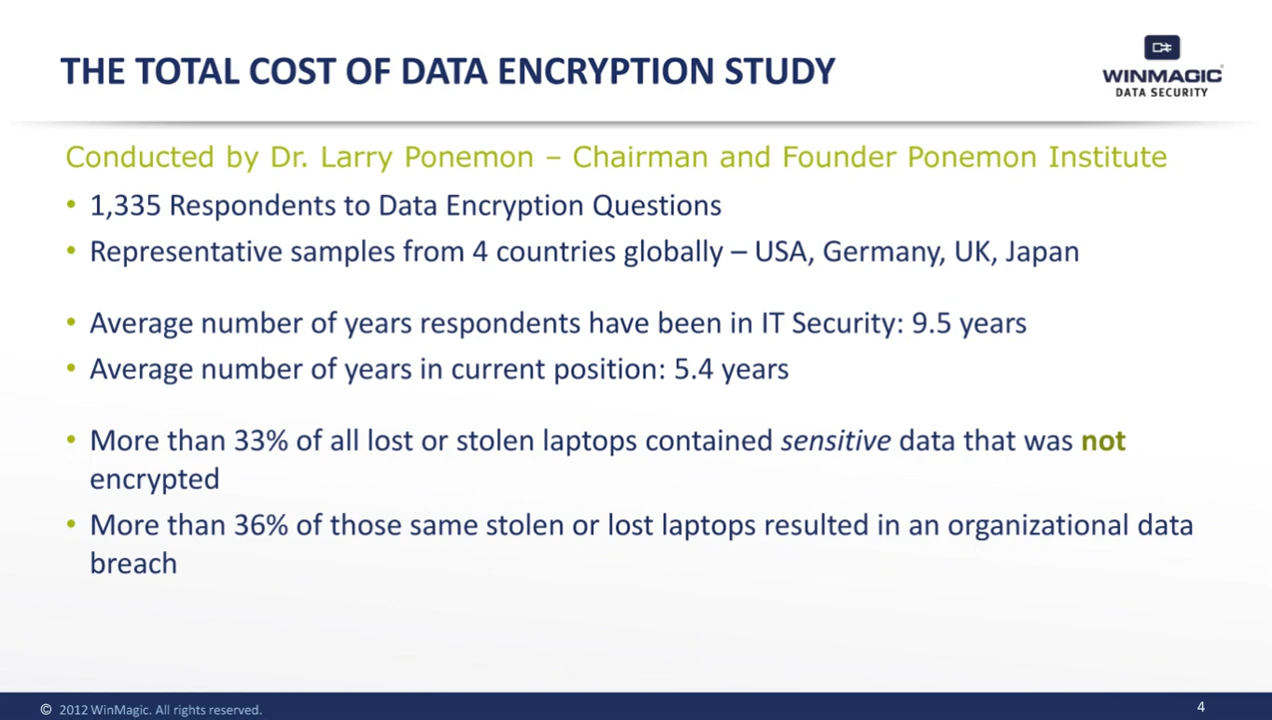 THE TOTAL COST OF DATA ENCRYPTION STUDY
WINMAGIC
DATA SECURITY
Conducted by Dr. Larry Ponemon – Chairman and Founder Ponemon Institute
• 1,335 Respondents to Data Encryption Questions
• Representative samples from 4 countries globally – USA, Germany, UK, Japan
• Average number of years respondents have been in IT Security: 9.5 years
• Average number of years in current position: 5.4 years
• More than 33% of all lost or stolen laptops contained sensitive data that was not
encrypted
• More than 36% of those same stolen or lost laptops resulted in an organizational data
breach
© 2012 WinMagic. All rights reserved.
4